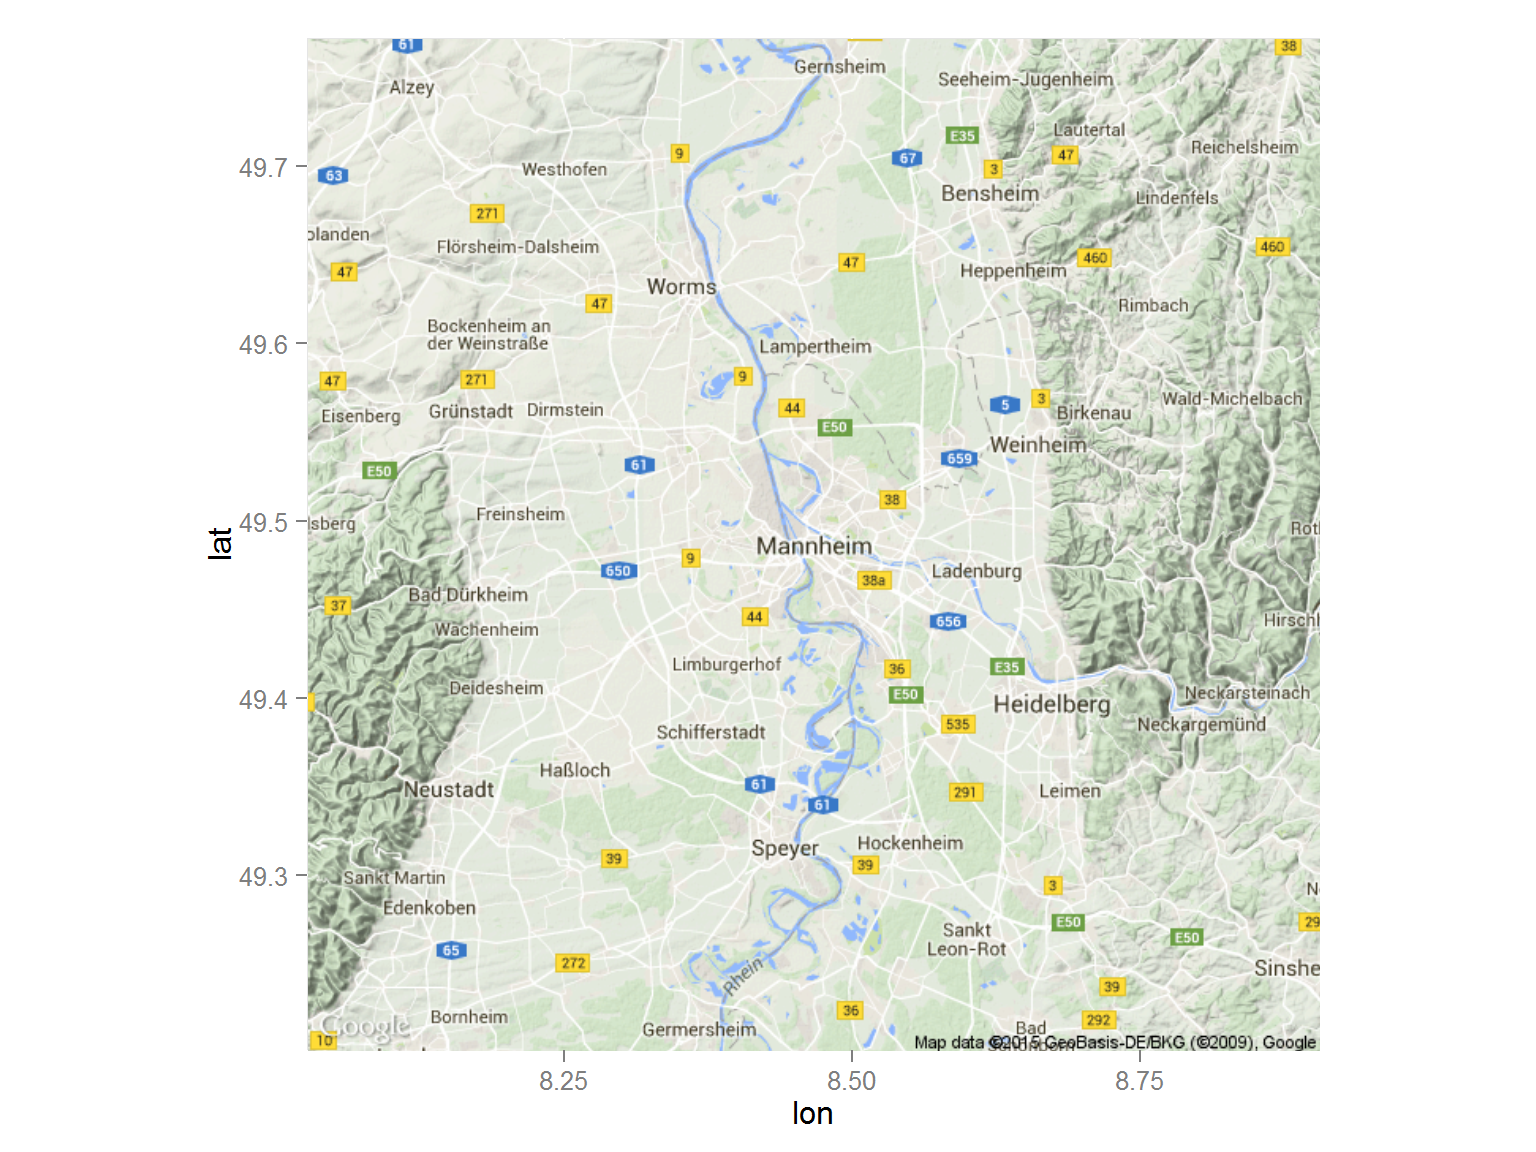 61
38
Gernsheim
Alzey
Seeheim-Jugenheim
Lautertal
E35
Reichelsheim
9
47
67
Westhofen
3
63
Bensheim
Lindenfels
271
olanden
Flörsheim-Dalsheim
460
460
47
47
Heppenheim
Worms
47
Rimbach
Bockenheim an
der Weinstraße
Lampertheim
9
47
271
Wald-Michelbach
3
5
44
Eisenberg
Grünstadt
Dirmstein
Birkenau
E50
Weinheim
659
61
E50
38
Freinsheim
lsberg
Rot
Mannheim
9
650
38a
Ladenburg
Bad Dürkheim
37
44
656
Hirschh
Wachenheim
Limburgerhof
36
E35
Deidesheim
E50
Neckarsteinach
Heidelberg
535
Neckargemünd
Schifferstadt
Haßloch
61
Neustadt
291
Leimen
61
Hockenheim
Speyer
39
39
Sankt Martin
3
N
Edenkoben
E50
29
Sankt
Leon-Rot
E50
65
272
Sinshe
Rhein
39
36
Bornheim
292
Germersheim
Google
Bad
10
Map data ©2015 GeoBasis-DE/BKG (©2009), Google
49.7
49.6
49.5
49.4
49.3
lat
8.25
8.50
8.75
lon